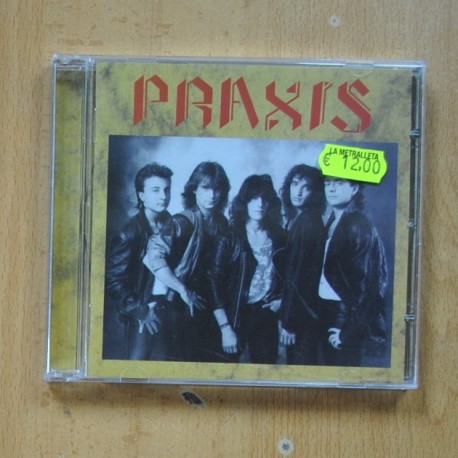 PRAXIS
LA METRALLETA
€ 12,00